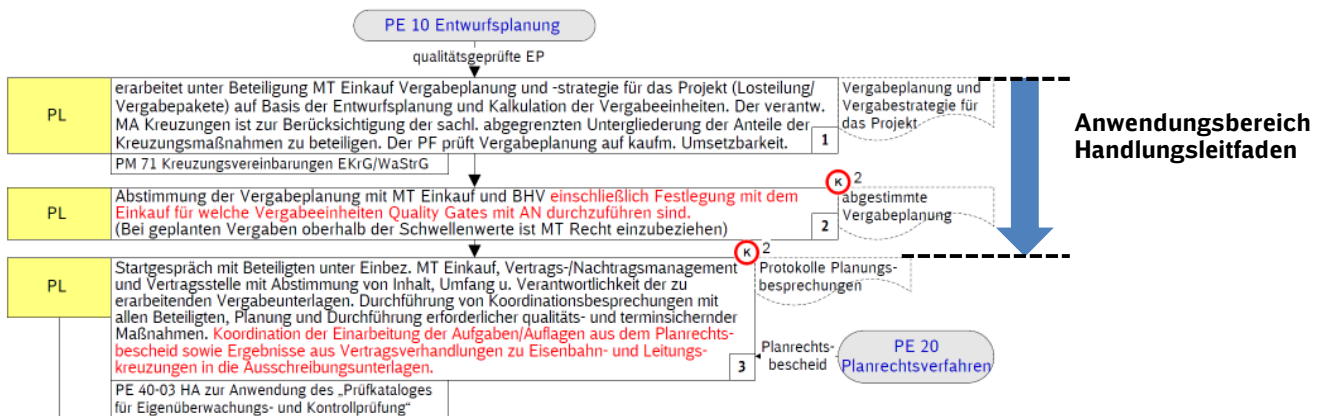 PE 10 Entwurfsplanung
qualitätsgeprüfte EP
PL
erarbeitet unter Beteiligung MT Einkauf Vergabeplanung und -strategie für das Projekt (Losteilung/
Vergabepakete) auf Basis der Entwurfsplanung und Kalkulation der Vergabeeinheiten. Der verantw.
MA Kreuzungen ist zur Berücksichtigung der sachl. abgegrenzten Untergliederung der Anteile der
Kreuzungsmaßnahmen zu beteiligen. Der PF prüft Vergabeplanung auf kaufm. Umsetzbarkeit.
1
Vergabeplanung und
Vergabestrategie für
das Projekt
PM 71 Kreuzungsvereinbarungen EKrG/WaStrG
Anwendungsbereich
Handlungsleitfaden
PL
Abstimmung der Vergabeplanung mit MT Einkauf und BHV einschließlich Festlegung mit dem
Einkauf für welche Vergabeeinheiten Quality Gates mit AN durchzuführen sind.
(Bei geplanten Vergaben oberhalb der Schwellenwerte ist MT Recht einzubeziehen)
2
K 2
abgestimmte
Vergabeplanung
PL
Startgespräch mit Beteiligten unter Einbez. MT Einkauf, Vertrags-/Nachtragsmanagement
und Vertragsstelle mit Abstimmung von Inhalt, Umfang u. Verantwortlichkeit der zu
erarbeitenden Vergabeunterlagen. Durchführung von Koordinationsbesprechungen mit
allen Beteiligten, Planung und Durchführung erforderlicher qualitäts- und terminsichernder
Maßnahmen. Koordination der Einarbeitung der Aufgaben/Auflagen aus dem Planrechts-
bescheid sowie Ergebnisse aus Vertragsverhandlungen zu Eisenbahn- und Leitungs-
kreuzungen in die Ausschreibungsunterlagen.
3
K 2
Protokolle Planungs-
besprechungen
Planrechts-
bescheid
PE 20
Planrechtsverfahren
PE 40-03 HA zur Anwendung des „Prüfkataloges
für Eigenüberwachungs- und Kontrollprüfung“